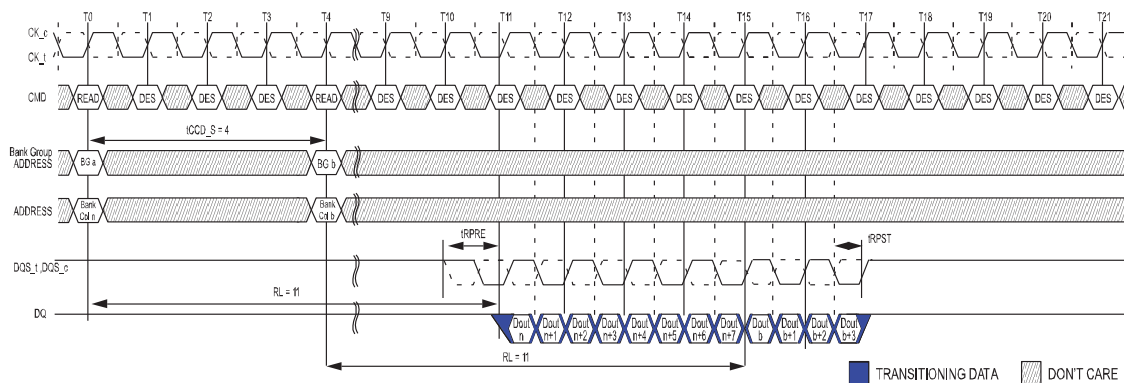 T0 T1 T2 T3 T4 T9 T10 T11 T12 T13 T14 T15 T16 T17 T18 T19 T20 T21
CK_c
CK_t
CMD READ DES DES DES READ DES DES DES DES DES DES DES DES DES DES DES DES DES
tCCD_S = 4
Bank Group
ADDRESS BG a BG b
ADDRESS Bank Col n Bank Col b
tRPRE tRPST
DQS_t,DQS_c
RL = 11
DQ Dout n Dout n+1 Dout n+2 Dout n+3 Dout n+4 Dout n+5 Dout n+6 Dout n+7 Dout b Dout b+1 Dout b+2 Dout b+3
RL = 11
TRANSITIONING DATA DON'T CARE